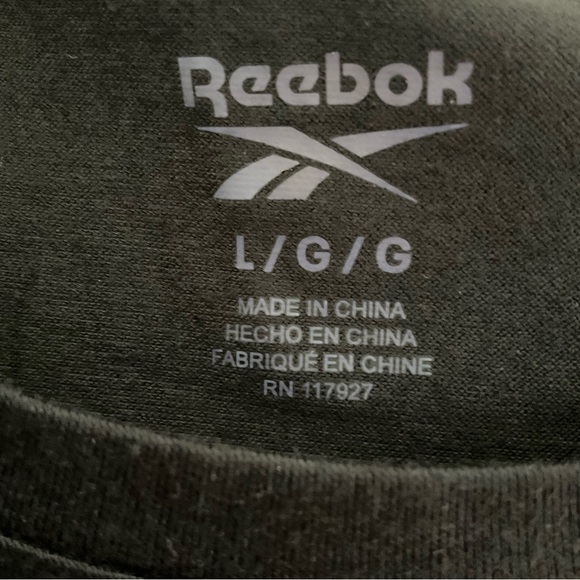 Reebok
L/G/G
MADE IN CHINA
HECHO EN CHINA
FABRIQUÉ EN CHINE
RN 117927